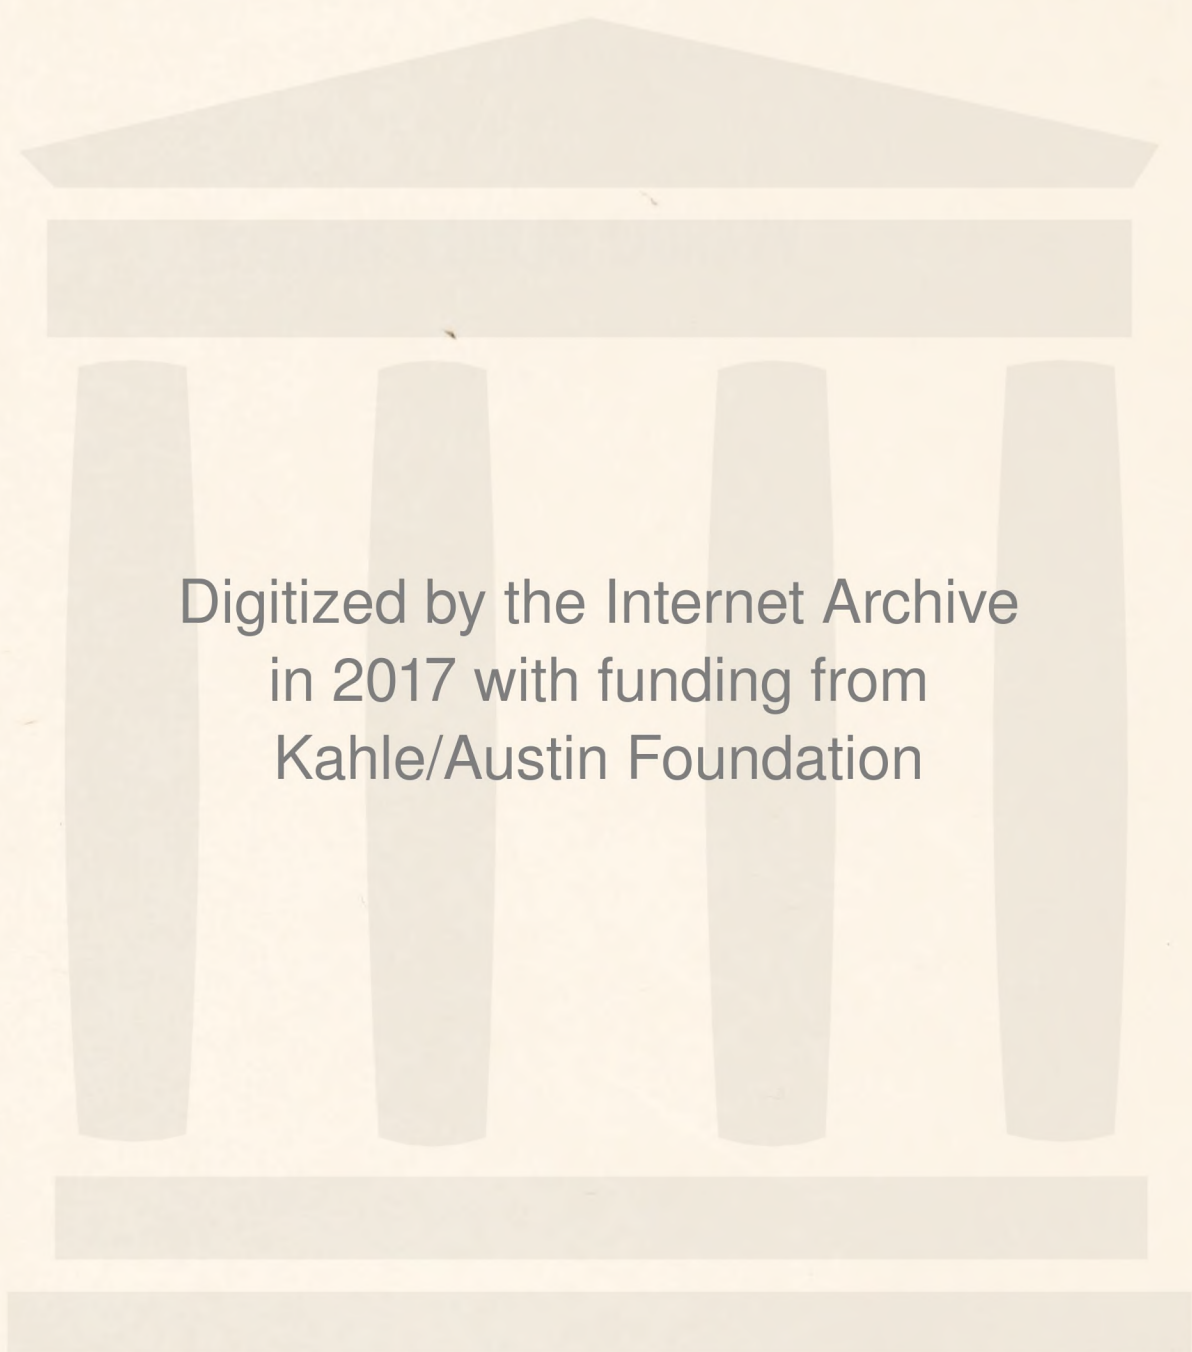 Digitized by the Internet Archive
in 2017 with funding from
Kahle/Austin Foundation